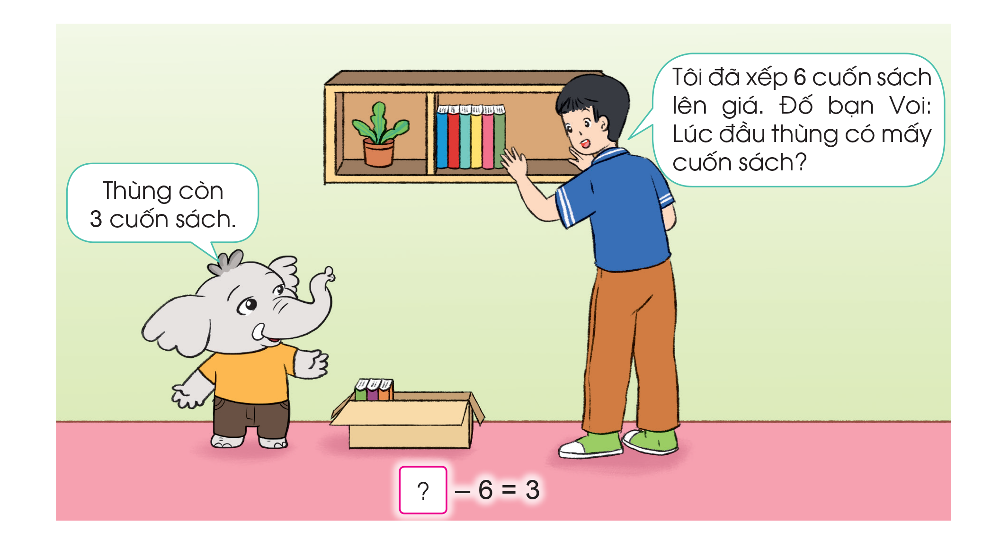 Tôi đã xếp 6 cuốn sách
lên giá. Đố bạn Voi:
Lúc đầu thùng có mấy
cuốn sách?
Thùng còn
3 cuốn sách.
? – 6 = 3